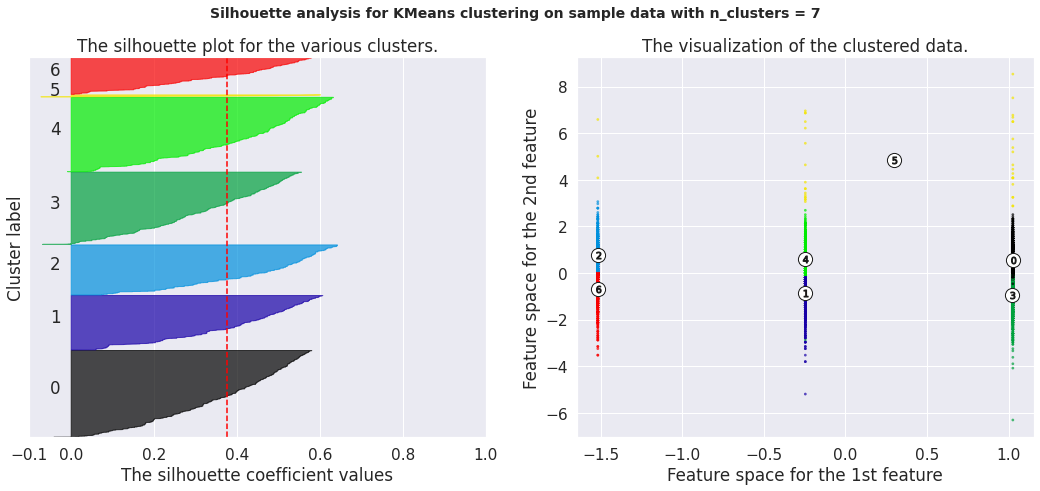 Silhouette analysis for KMeans clustering on sample data with n_clusters = 7
The silhouette plot for the various clusters.
6
5
4
3
2
1
0
Cluster label
−0.1 0.0 0.2 0.4 0.6 0.8 1.0
The silhouette coefficient values
The visualization of the clustered data.
8
6
4
2
0
−2
−4
−6
Feature space for the 2nd feature
5
2
4
0
6
1
3
−1.5 −1.0 −0.5 0.0 0.5 1.0
Feature space for the 1st feature